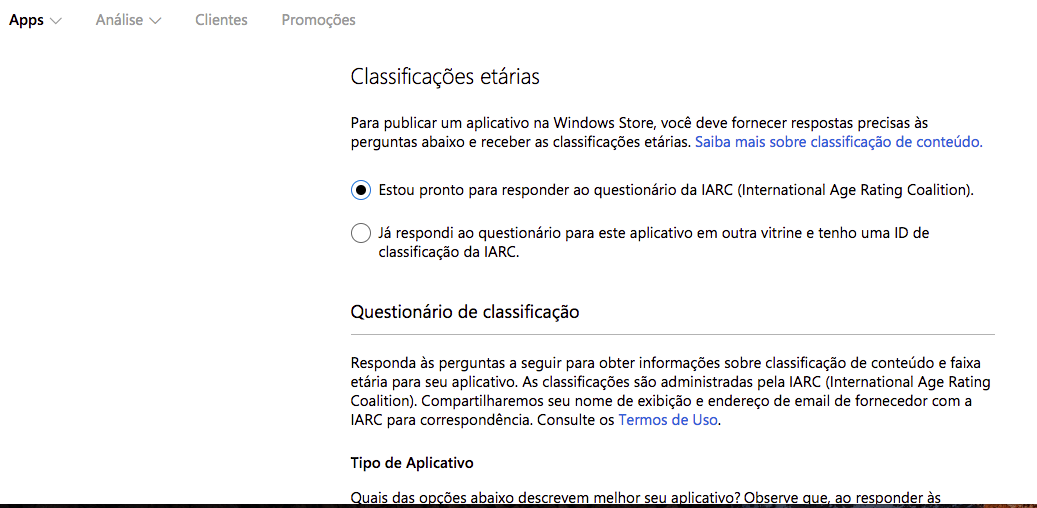 Apps Análise Clientes Promoções
Classificações etárias
Para publicar um aplicativo na Windows Store, você deve fornecer respostas precisas às
perguntas abaixo e receber as classificações etárias. Saiba mais sobre classificação de conteúdo.
Estou pronto para responder ao questionário da IARC (International Age Rating Coalition).
Já respondi ao questionário para este aplicativo em outra vitrine e tenho uma ID de
classificação da IARC.
Questionário de classificação
Responda às perguntas a seguir para obter informações sobre classificação de conteúdo e faixa
etária para seu aplicativo. As classificações são administradas pela IARC (International Age Rating
Coalition). Compartilharemos seu nome de exibição e endereço de email de fornecedor com a
IARC para correspondência. Consulte os Termos de Uso.
Tipo de Aplicativo
Quais das opções abaixo descrevem melhor seu aplicativo? Observe que, ao responder às